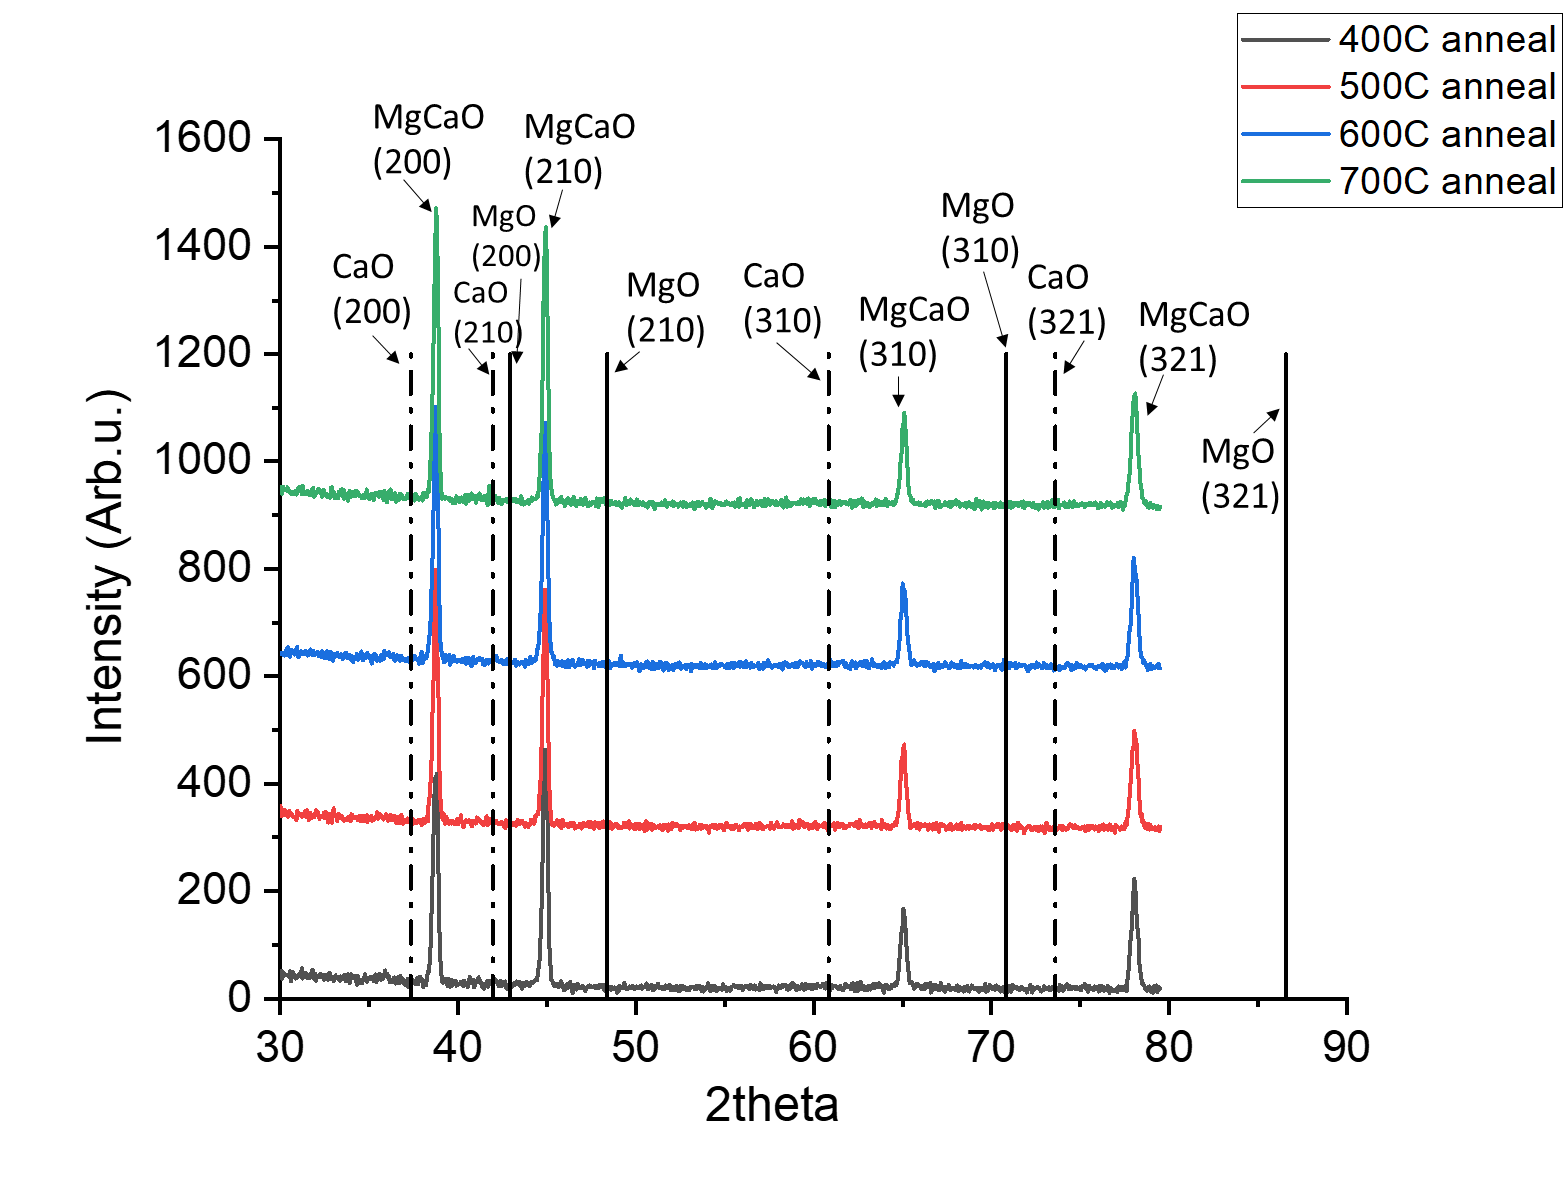 400C anneal
500C anneal
600C anneal
700C anneal
MgCaO
(200)
MgCaO
(210)
MgO
(200)
CaO
(200)
CaO
(210)
MgO
(210)
CaO
(310)
MgCaO
(310)
MgO
(310)
CaO
(321)
MgCaO
(321)
MgO
(321)
Intensity (Arb.u.)
1600
1400
1200
1000
800
600
400
200
0
30 40 50 60 70 80 90
2theta